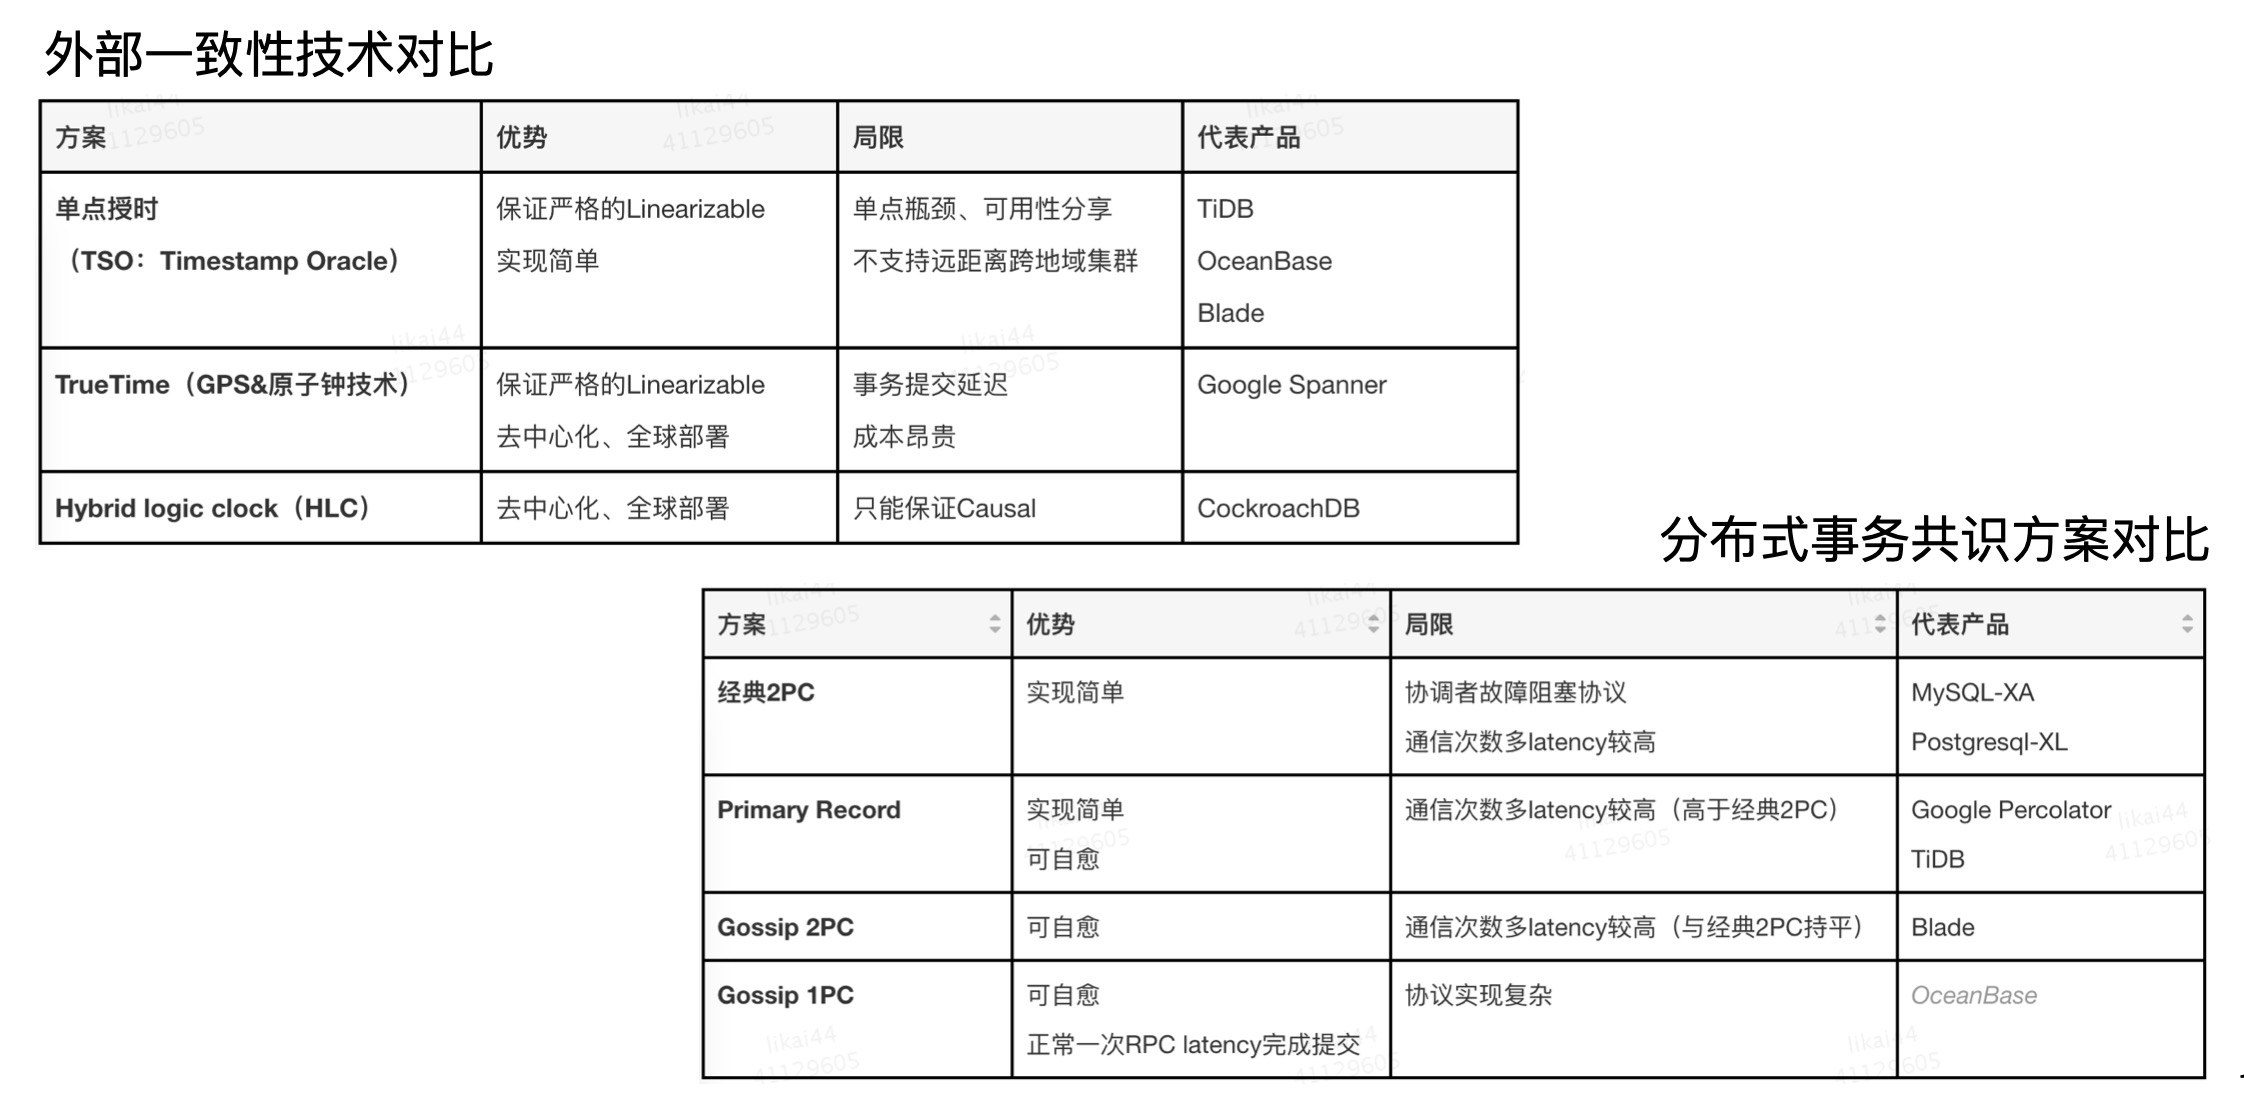 外部一致性技术对比
方案 优势 局限 代表产品
单点授时 保证严格的Linearizable 单点瓶颈、可用性分享 TiDB
（TSO：Timestamp Oracle） 实现简单 不支持远距离跨地域集群 OceanBase
Blade
TrueTime（GPS&原子钟技术） 保证严格的Linearizable 事务提交延迟 Google Spanner
去中心化、全球部署 成本昂贵
Hybrid logic clock（HLC） 去中心化、全球部署 只能保证Causal CockroachDB
分布式事务共识方案对比
方案 优势 局限 代表产品
经典2PC 实现简单 协调者故障阻塞协议 MySQL-XA
通信次数多latency较高 Postgresql-XL
Primary Record 实现简单 通信次数多latency较高（高于经典2PC） Google Percolator
可自愈 TiDB
Gossip 2PC 可自愈 通信次数多latency较高（与经典2PC持平） Blade
Gossip 1PC 可自愈 协议实现复杂 OceanBase
正常一次RPC latency完成提交
likai44
41129605